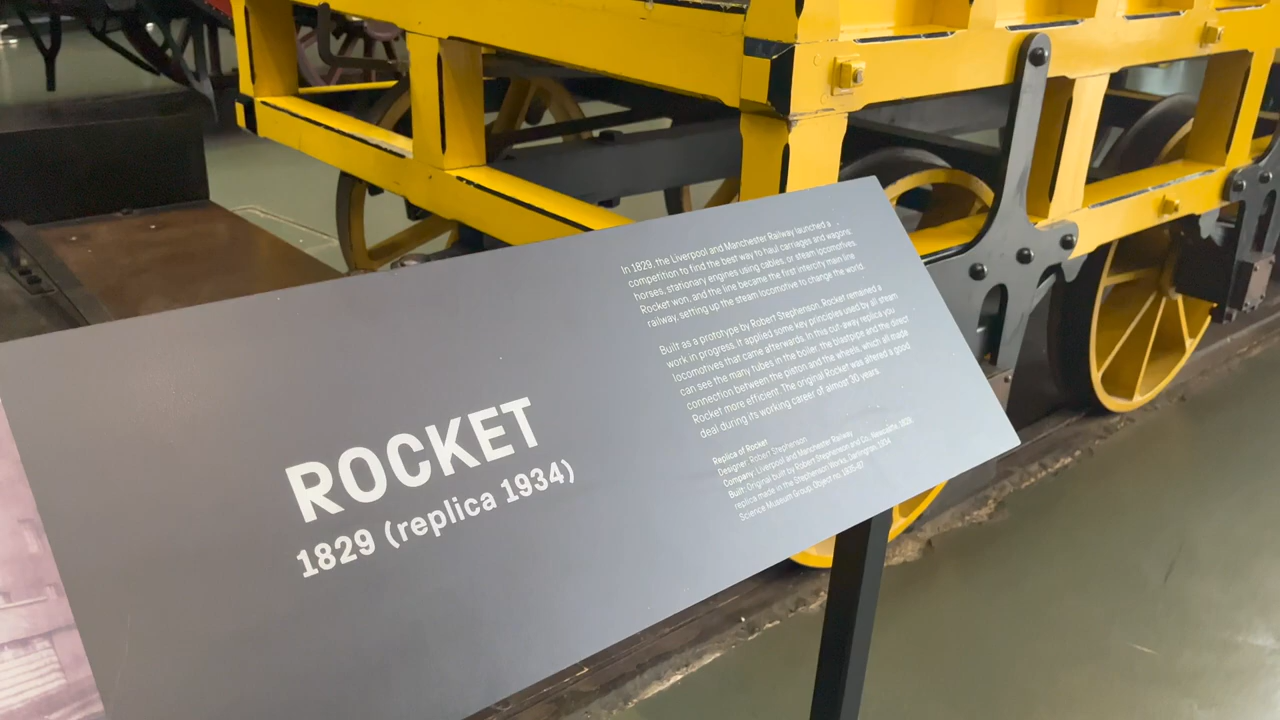 ROCKET
1829 (replica 1934)
In 1829, the Liverpool and Manchester Railway launched a
competition to find the best way to haul carriages and wagons:
horses, stationary engines using cables, or steam locomotives.
Rocket won, and the line became the first intercity main line
railway, setting up the steam locomotive to change the world.
Built as a prototype by Robert Stephenson, Rocket remained a
work in progress. It applied some key principles used by all steam
locomotives that came afterwards. In this cut-away replica you
can see the many tubes in the boiler, the blastpipe and the direct
connection between the piston and the wheels, which all made
Rocket more efficient. The original Rocket was altered a good
deal during its working career of almost 30 years.
Replica of Rocket
Designer: Robert Stephenson
Company: Liverpool and Manchester Railway
Built: Original built by Robert Stephenson and Co., Newcastle, 1829,
replica made in the Stephenson Works, Darlington, 1934
Science Museum Group. Object no. 1935-67